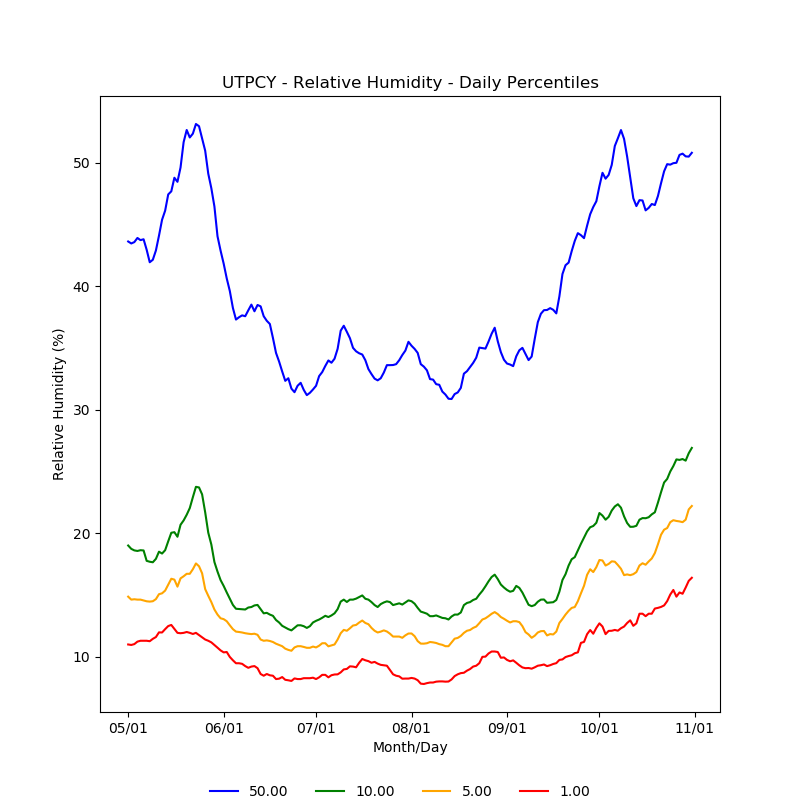 UTPCY - Relative Humidity - Daily Percentiles
Relative Humidity (%)
50
40
30
20
10
05/01 06/01 07/01 08/01 09/01 10/01 11/01
Month/Day
50.00 10.00 5.00 1.00